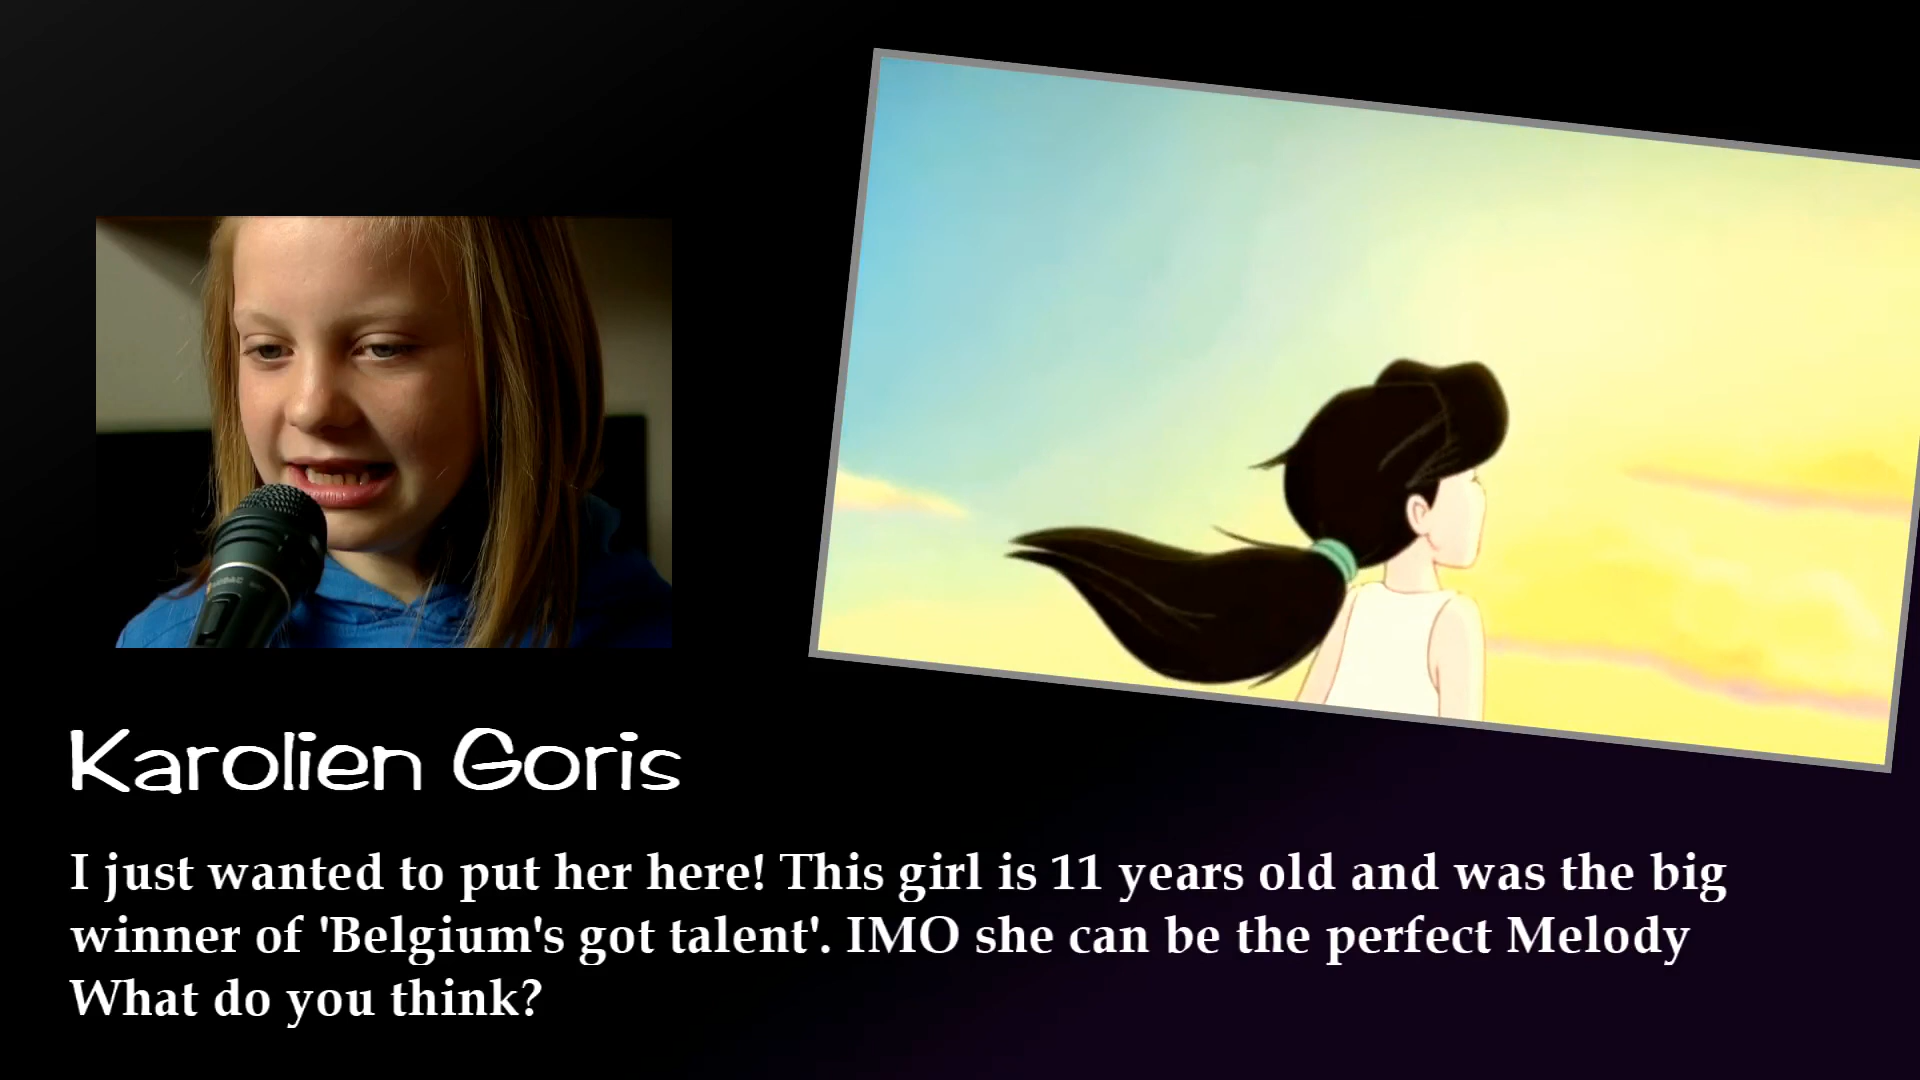 Karolien Goris
I just wanted to put her here! This girl is 11 years old and was the big
winner of 'Belgium's got talent'. IMO she can be the perfect Melody
What do you think?